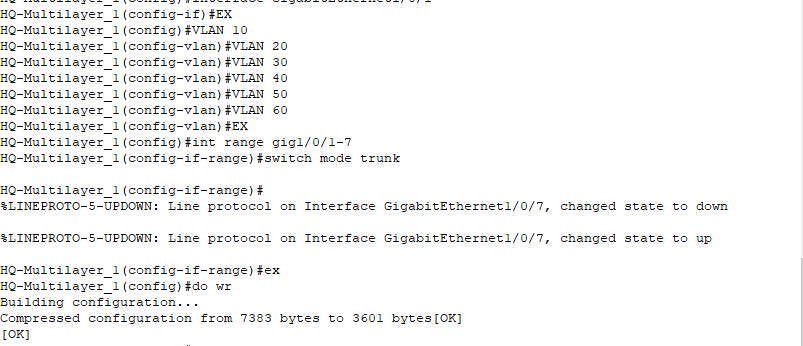 HQ-Multilayer_1(config-if)#EX
HQ-Multilayer_1(config)#VLAN 10
HQ-Multilayer_1(config-vlan)#VLAN 20
HQ-Multilayer_1(config-vlan)#VLAN 30
HQ-Multilayer_1(config-vlan)#VLAN 40
HQ-Multilayer_1(config-vlan)#VLAN 50
HQ-Multilayer_1(config-vlan)#VLAN 60
HQ-Multilayer_1(config-vlan)#EX
HQ-Multilayer_1(config)#int range gig1/0/1-7
HQ-Multilayer_1(config-if-range)#switch mode trunk
HQ-Multilayer_1(config-if-range)#
%LINEPROTO-5-UPDOWN: Line protocol on Interface GigabitEthernet1/0/7, changed state to down
%LINEPROTO-5-UPDOWN: Line protocol on Interface GigabitEthernet1/0/7, changed state to up
HQ-Multilayer_1(config-if-range)#ex
HQ-Multilayer_1(config)#do wr
Building configuration...
Compressed configuration from 7383 bytes to 3601 bytes[OK]
[OK]